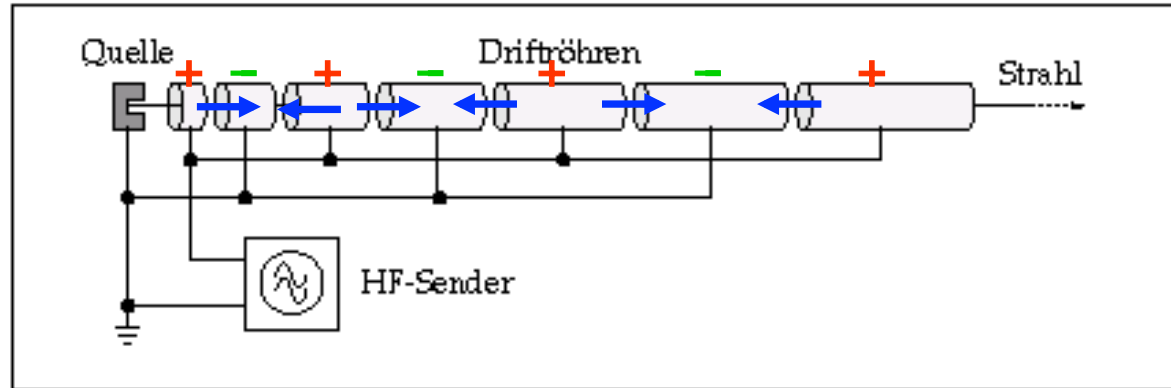 Quelle
Driftröhren
Strahl
+ - + - + - +
HF-Sender